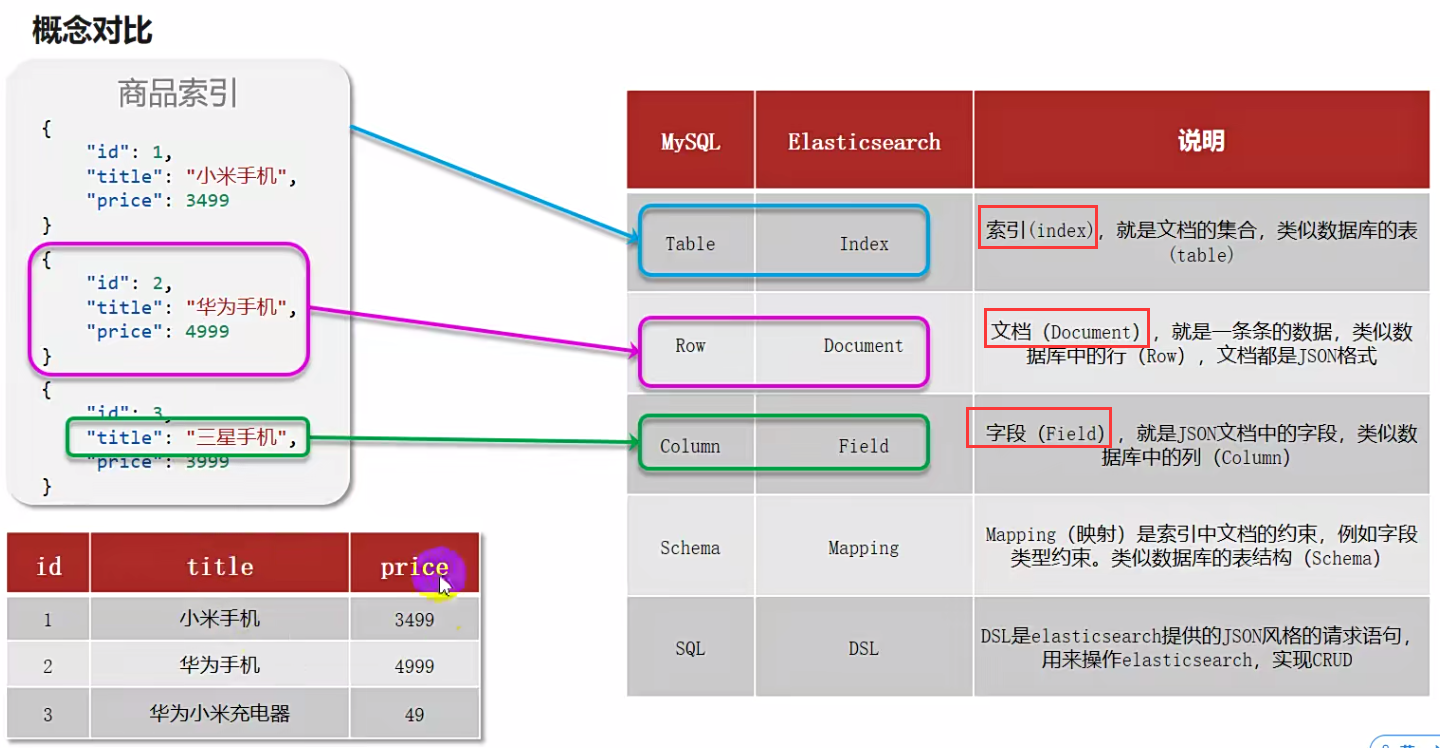 概念对比
商品索引
{
"id": 1,
"title": "小米手机",
"price": 3499
}
{
"id": 2,
"title": "华为手机",
"price": 4999
}
{
"id": 3,
"title": "三星手机",
"price": 3999
}
id title price
1 小米手机 3499
2 华为手机 4999
3 华为小米充电器 49
MySQL Elasticsearch 说明
Table Index 索引(index)，就是文档的集合，类似数据库的表
(table)
Row Document 文档（Document），就是一条条的数据，类似数
据库中的行（Row），文档都是JSON格式
Column Field 字段（Field），就是JSON文档中的字段，类似数
据库中的列（Column）
Schema Mapping Mapping（映射）是索引中文档的约束，例如字段
类型约束。类似数据库的表结构（Schema）
SQL DSL DSL是elasticsearch提供的JSON风格的请求语句，
用来操作elasticsearch，实现CRUD